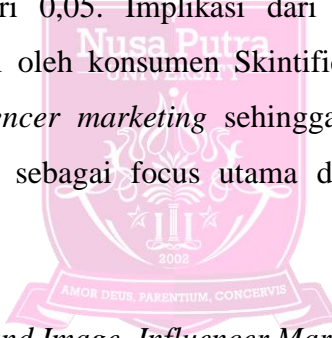 ri 0,05. Implikasi dari
Nusa Putra
UNIVERSITY
oleh konsumen Skintific
encer marketing sehingga
sebagai focus utama d
2002
AMOR DEUS, PARENTIUM, CONCERVIS
nd Image, Influencer Mar